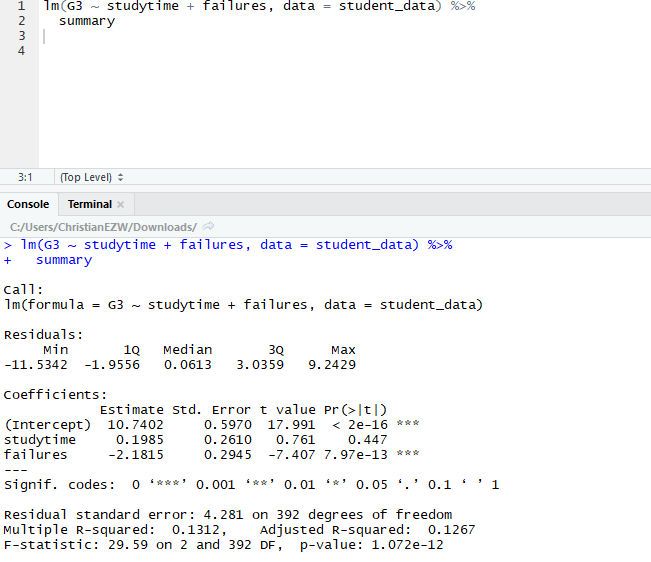 1 lm(G3 ~ studytime + failures, data = student_data) %>%
2   summary
3
4
3:1 (Top Level)
Console Terminal ×
C:/Users/ChristianEZW/Downloads/
> lm(G3 ~ studytime + failures, data = student_data) %>%
+   summary

Call:
lm(formula = G3 ~ studytime + failures, data = student_data)

Residuals:
     Min       1Q   Median       3Q      Max
-11.5342  -1.9556   0.0613   3.0359   9.2429

Coefficients:
            Estimate Std. Error t value Pr(>|t|)
(Intercept)  10.7402     0.5970  17.991  < 2e-16 ***
studytime     0.1985     0.2610   0.761    0.447
failures     -2.1815     0.2945  -7.407 7.97e-13 ***
---
Signif. codes:  0 ‘***’ 0.001 ‘**’ 0.01 ‘*’ 0.05 ‘.’ 0.1 ‘ ’ 1

Residual standard error: 4.281 on 392 degrees of freedom
Multiple R-squared:  0.1312,    Adjusted R-squared:  0.1267
F-statistic: 29.59 on 2 and 392 DF,  p-value: 1.072e-12